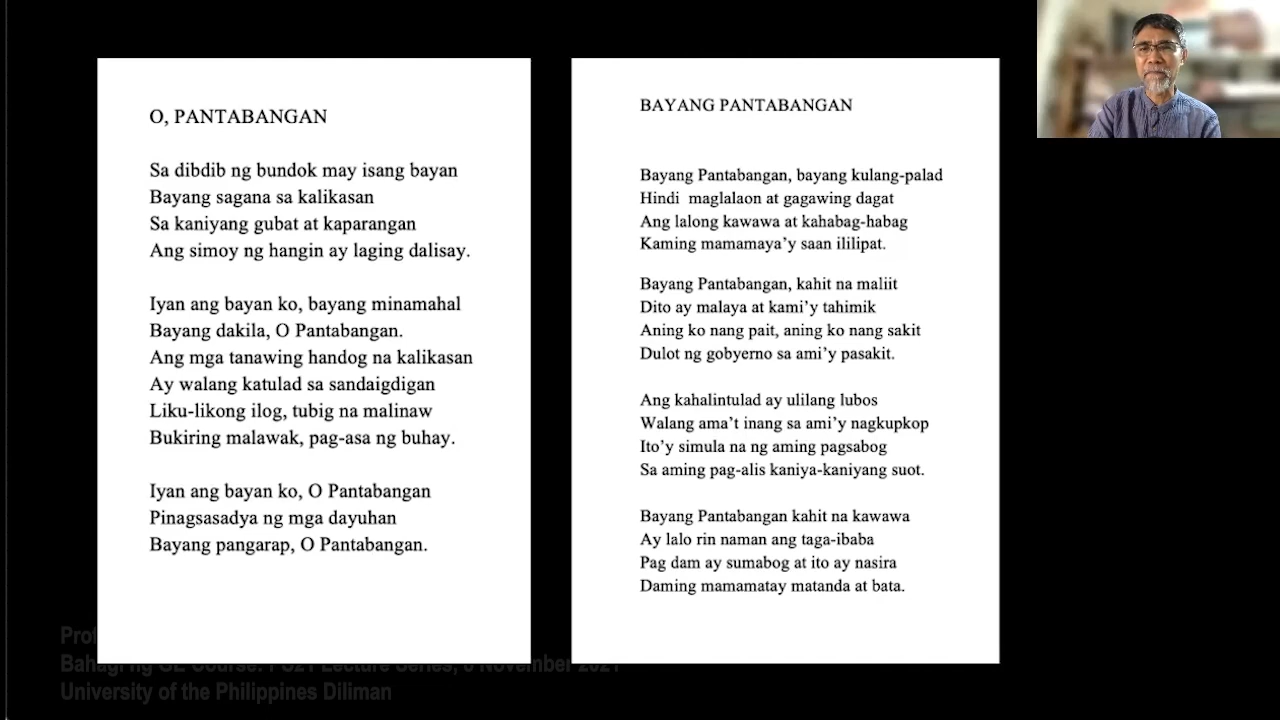 O, PANTABANGAN
Sa dibdib ng bundok may isang bayan
Bayang sagana sa kalikasan
Sa kaniyang gubat at kaparangan
Ang simoy ng hangin ay laging dalisay.
Iyan ang bayan ko, bayang minamahal
Bayang dakila, O Pantabangan.
Ang mga tanawing handog na kalikasan
Ay walang katulad sa sandaigdigan
Liku-likong ilog, tubig na malinaw
Bukiring malawak, pag-asa ng buhay.
Iyan ang bayan ko, O Pantabangan
Pinagsasadya ng mga dayuhan
Bayang pangarap, O Pantabangan.
BAYANG PANTABANGAN
Bayang Pantabangan, bayang kulang-palad
Hindi maglalaon at gagawing dagat
Ang lalong kawawa at kahabag-habag
Kaming mamamaya’y saan ililipat.
Bayang Pantabangan, kahit na maliit
Dito ay malaya at kami’y tahimik
Aning ko nang pait, aning ko nang sakit
Dulot ng gobyerno sa ami’y pasakit.
Ang kahalintulad ay ulilang lubos
Walang ama’t inang sa ami’y nagkupkop
Ito’y simula na ng aming pagsabog
Sa aming pag-alis kaniya-kaniyang suot.
Bayang Pantabangan kahit na kawawa
Ay lalo rin naman ang taga-ibaba
Pag dam ay sumabog at ito ay nasira
Daming mamamatay matanda at bata.
University of the Philippines Diliman